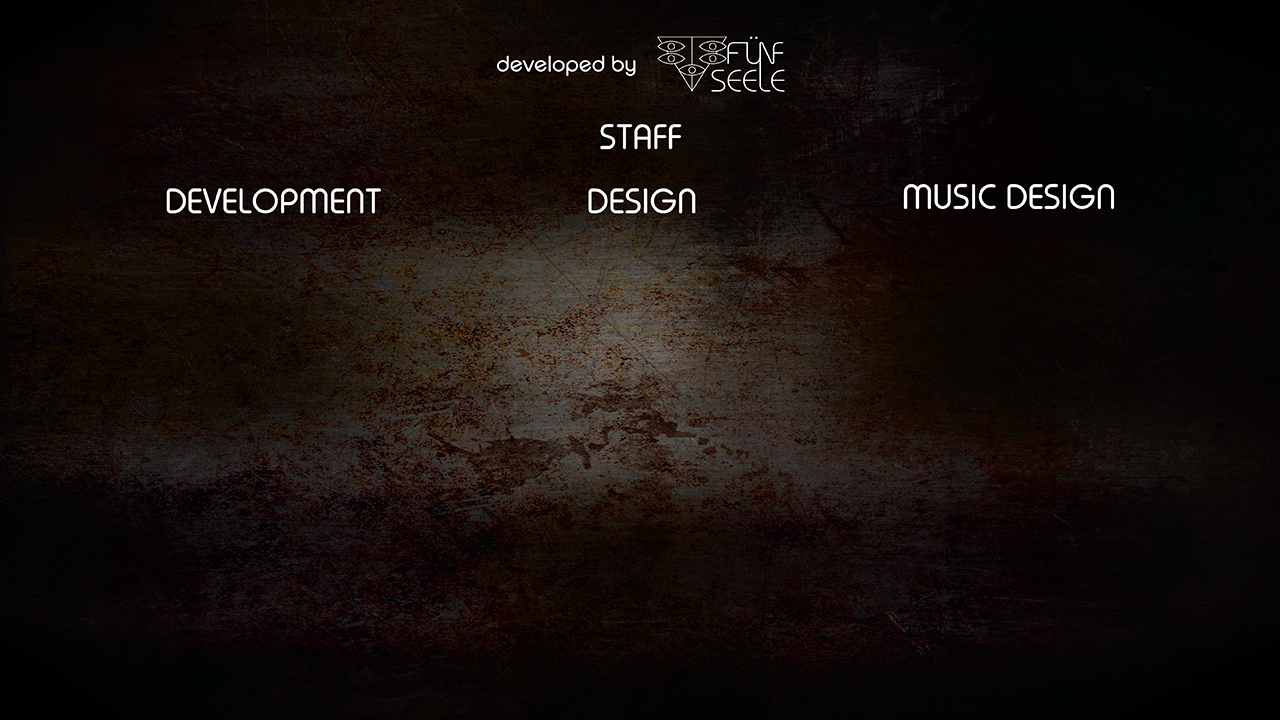 developed by FÜNF SEELE
STAFF
DEVELOPMENT
DESIGN
MUSIC DESIGN